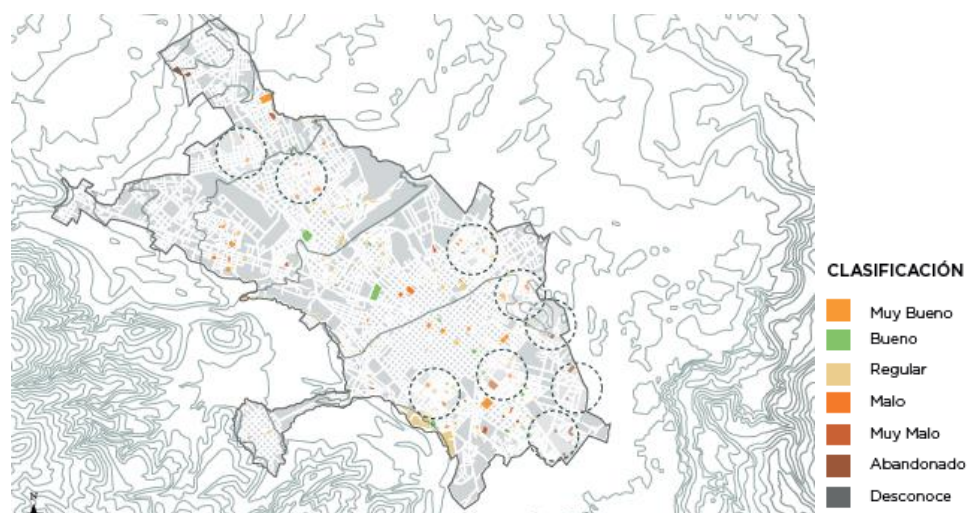 CLASIFICACIÓN
Muy Bueno
Bueno
Regular
Malo
Muy Malo
Abandonado
Desconoce
N